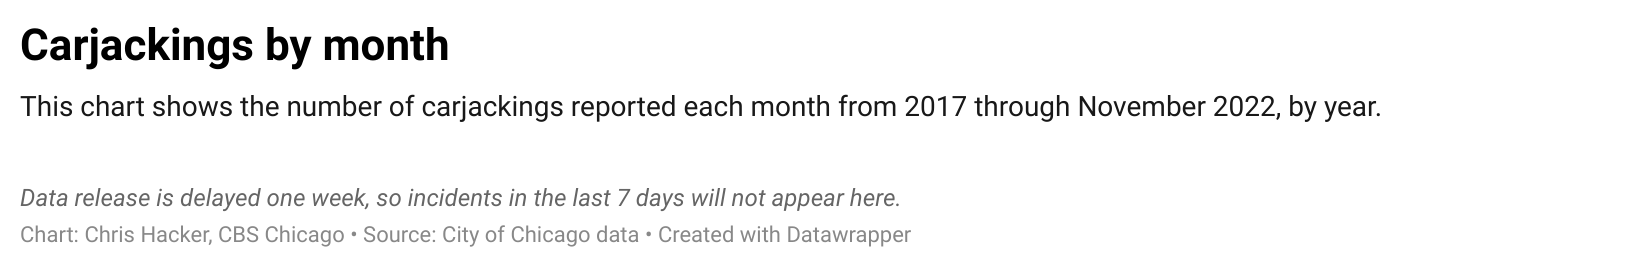 Carjackings by month
This chart shows the number of carjackings reported each month from 2017 through November 2022, by year.
Data release is delayed one week, so incidents in the last 7 days will not appear here.
Chart: Chris Hacker, CBS Chicago • Source: City of Chicago data • Created with Datawrapper